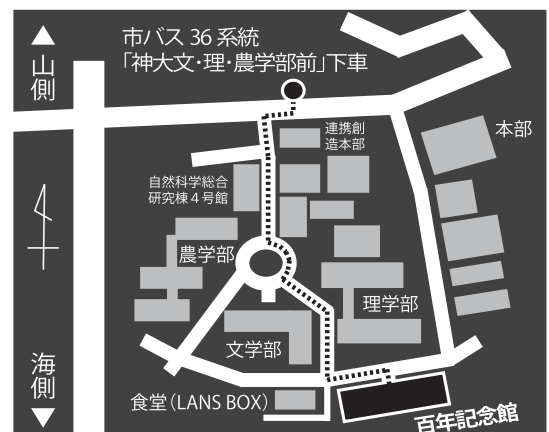 市バス 36 系統
「神大文・理・農学部前」下車
山側
連携創
造本部
本部
自然科学総合
研究棟４号館
農学部
理学部
文学部
海側
食堂（LANS BOX）
百年記念館